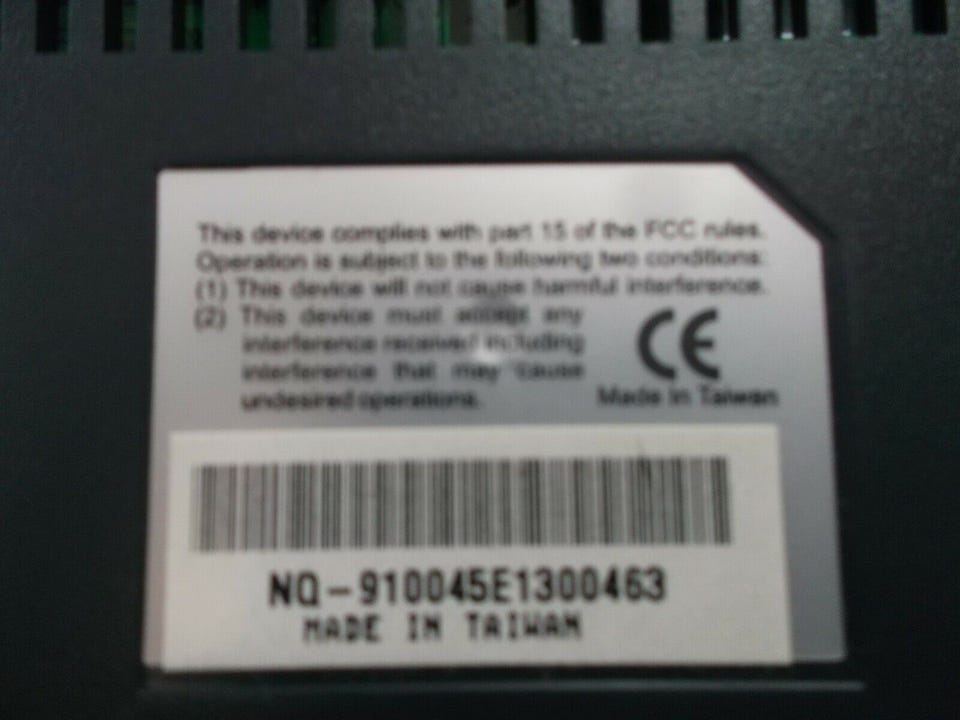 This device complies with part 15 of the FCC rules.
Operation is subject to the following two conditions:
(1) This device will not cause harmful interference.
(2) This device must accept any
interference received including
interference that may cause
undesired operations.
CE
Made In Taiwan
NQ-910045E1300463
MADE IN TAIWAN